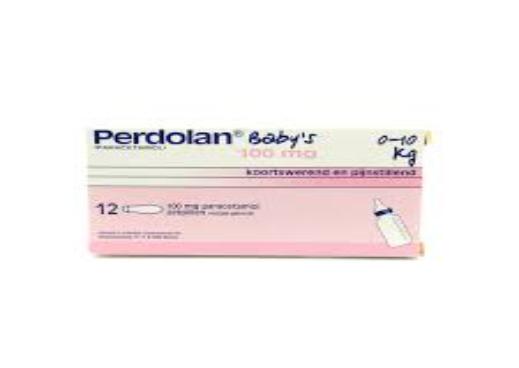 Perdolan® Baby's 0-10
(PARACETAMOL) Kg
100 mg
koortswerend en pijnstillend
12 100 mg paracetamol